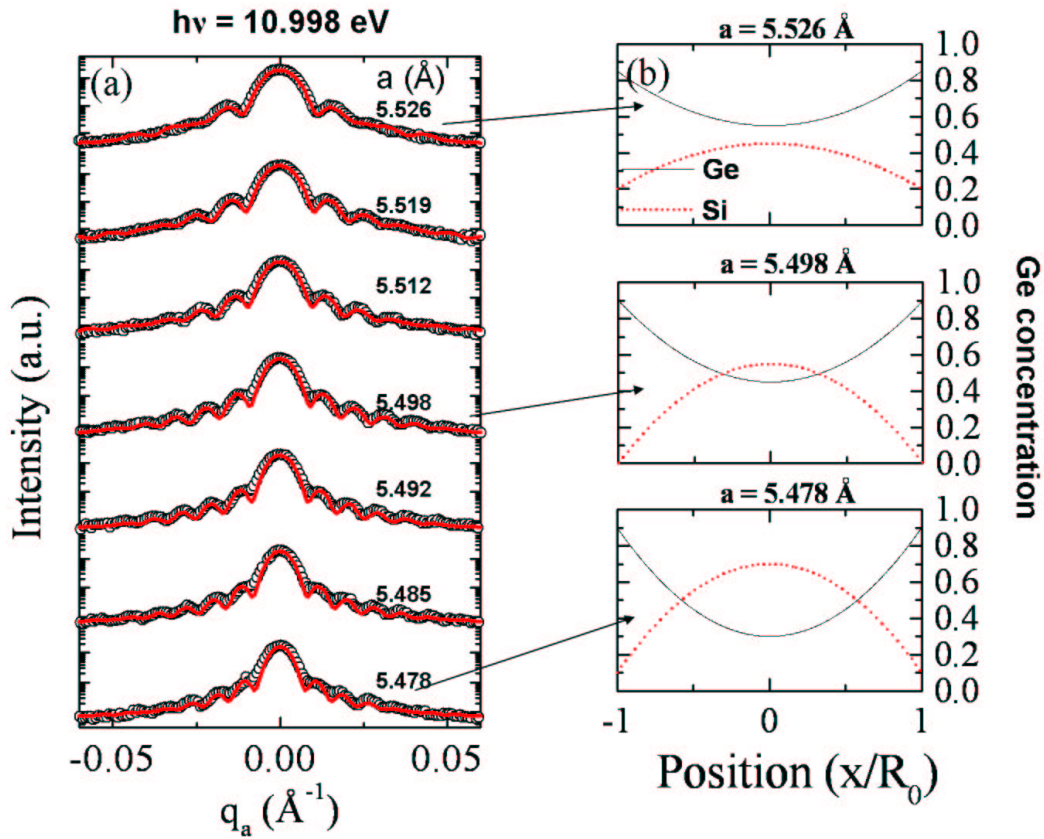 hν = 10.998 eV
(a)
a (Å)
5.526
5.519
5.512
5.498
5.492
5.485
5.478
Intensity (a.u.)
-0.05 0.00 0.05
qₐ (Å⁻¹)
a = 5.526 Å
(b)
Ge
Si
1.0
0.8
0.6
0.4
0.2
0.0
a = 5.498 Å
1.0
0.8
0.6
0.4
0.2
0.0
a = 5.478 Å
1.0
0.8
0.6
0.4
0.2
0.0
Ge concentration
-1 0 1
Position (x/R₀)